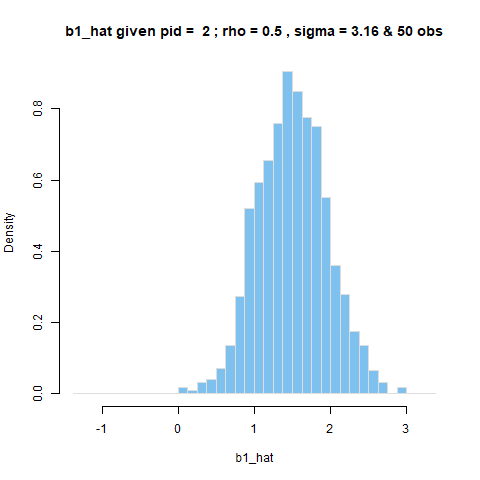 b1_hat given pid =  2 ; rho = 0.5 , sigma = 3.16 & 50 obs
Density
0.8
0.6
0.4
0.2
0.0
-1 0 1 2 3
b1_hat